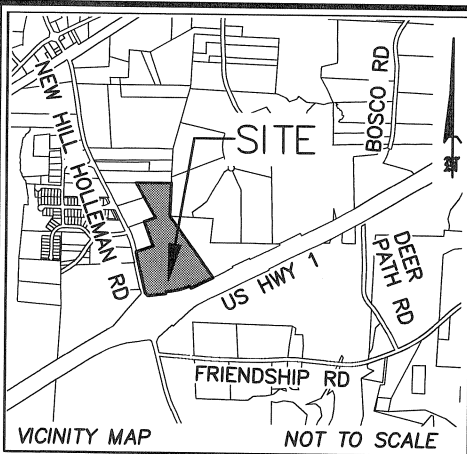 NEW HILL HOLLEMAN RD
BOSCO RD
SITE
DEER
PATH RD
US HWY 1
FRIENDSHIP RD
VICINITY MAP
NOT TO SCALE